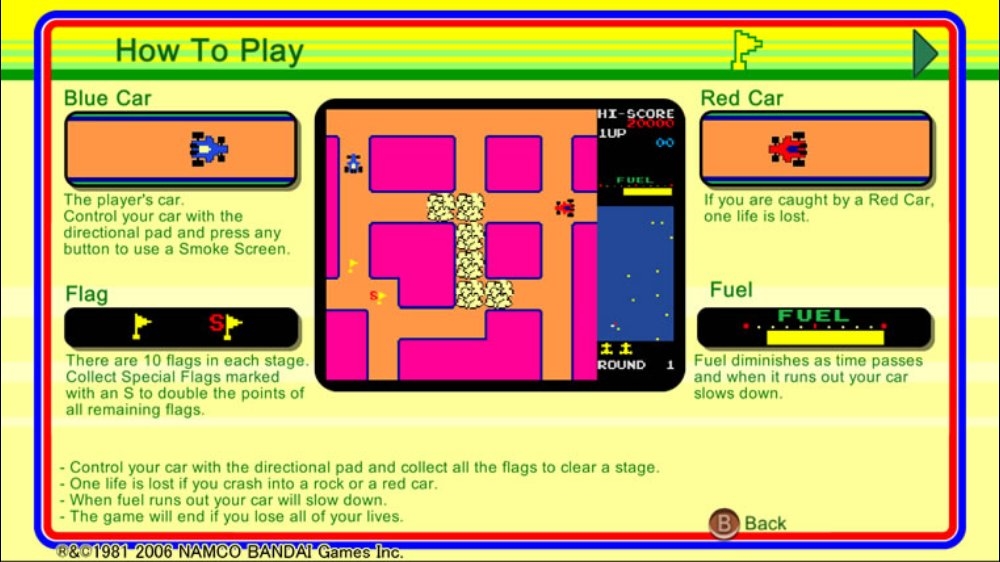 How To Play
Blue Car
The player's car.
Control your car with the
directional pad and press any
button to use a Smoke Screen.
Flag
S
There are 10 flags in each stage.
Collect Special Flags marked
with an S to double the points of
all remaining flags.
HI-SCORE
20000
1UP
00
FUEL
S
ROUND 1
Red Car
If you are caught by a Red Car,
one life is lost.
Fuel
FUEL
Fuel diminishes as time passes
and when it runs out your car
slows down.
- Control your car with the directional pad and collect all the flags to clear a stage.
- One life is lost if you crash into a rock or a red car.
- When fuel runs out your car will slow down.
- The game will end if you lose all of your lives.
B Back
®&©1981 2006 NAMCO BANDAI Games Inc.